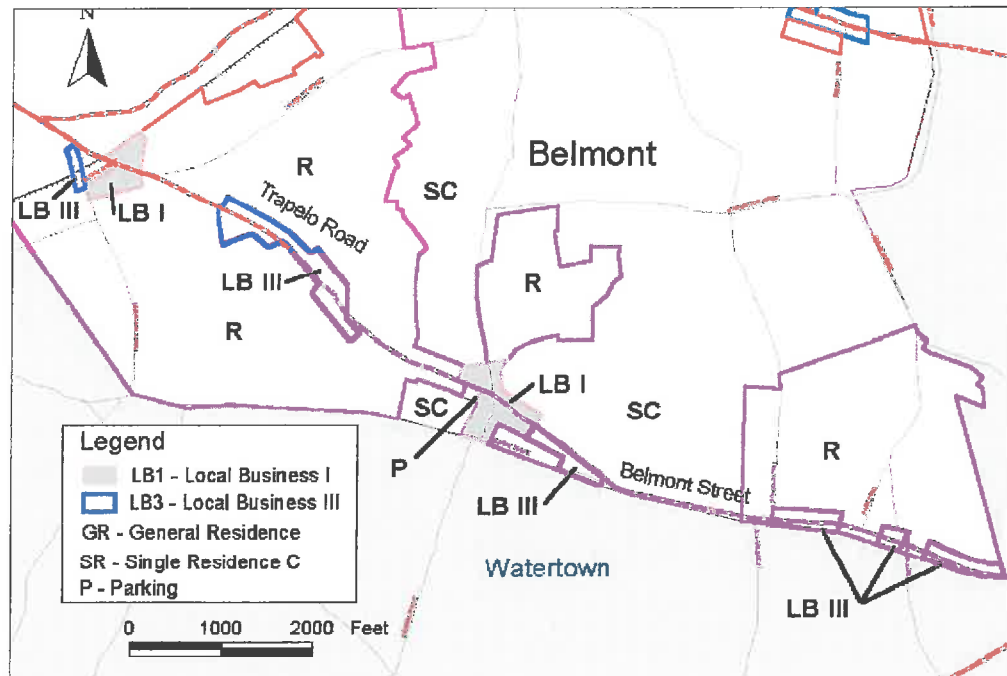 N
Belmont
R
SC
Trapelo Road
LB III
LB I
LB III
R
R
LB I
SC
SC
P
R
Belmont Street
LB III
Watertown
LB III
Legend
LB1 - Local Business I
LB3 - Local Business III
GR - General Residence
SR - Single Residence C
P - Parking
0 1000 2000 Feet